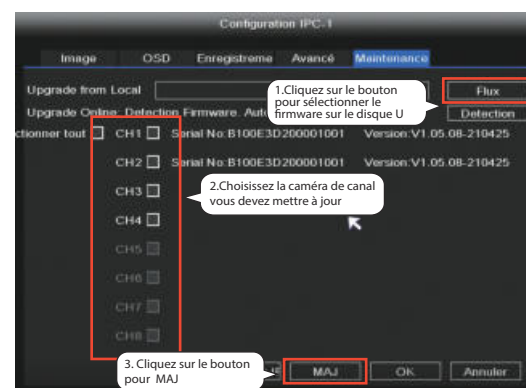 Configuration IPC-1
Image OSD Enregistreme Avancé Maintenance
Upgrade from Local
1.Cliquez sur le bouton
pour sélectionner le
firmware sur le disque U
Flux
Upgrade Online: Detection Firmware. Aut
Detection
ctionner tout CH1 Serial No:B100E3D200001001 Version:V1.05.08-210425
CH2 Serial No:B100E3D200001001 Version:V1.05.08-210425
CH3
2.Choisissez la caméra de canal
vous devez mettre à jour
CH4
CH5
CH6
CH7
CH8
3. Cliquez sur le bouton
pour MAJ
MAJ OK Annuler